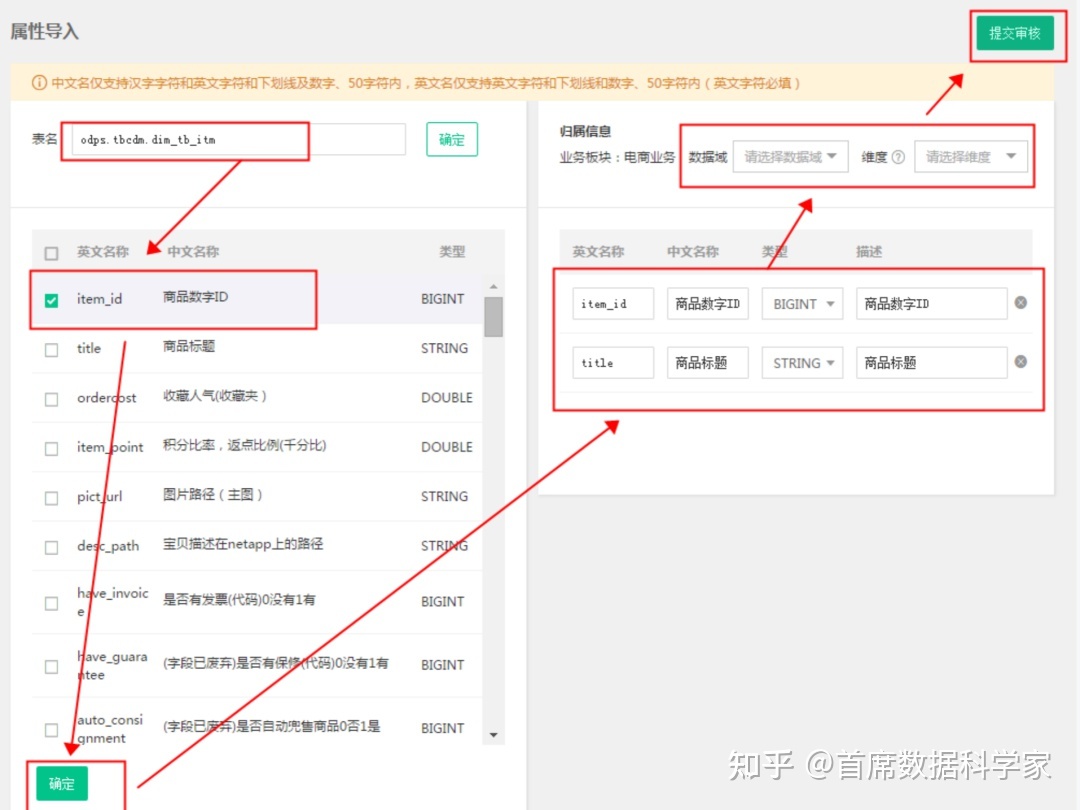 属性导入
提交审核
中文名仅支持汉字字符和英文字符和下划线及数字、50字符内，英文名仅支持英文字符和下划线和数字、50字符内（英文字符必填）
表名 odps.tbcdm.dim_tb_itm 确定
归属信息
业务板块：电商业务 数据域 请选择数据域 维度 ? 请选择维度
英文名称 中文名称 类型
item_id 商品数字ID BIGINT
title 商品标题 STRING
ordercost 收藏人气(收藏夹) DOUBLE
item_point 积分比率，返点比例(千分比) DOUBLE
pict_url 图片路径（主图） STRING
desc_path 宝贝描述在netapp上的路径 STRING
have_invoic
e 是否有发票(代码)0没有1有 BIGINT
have_guara
ntee (字段已废弃)是否有保修(代码)0没有1有 BIGINT
auto_consi
gnment (字段已废弃)是否自动兜售商品0否1是 BIGINT
确定
英文名称 中文名称 类型 描述
item_id 商品数字ID BIGINT 商品数字ID
title 商品标题 STRING 商品标题
知乎 @首席数据科学家